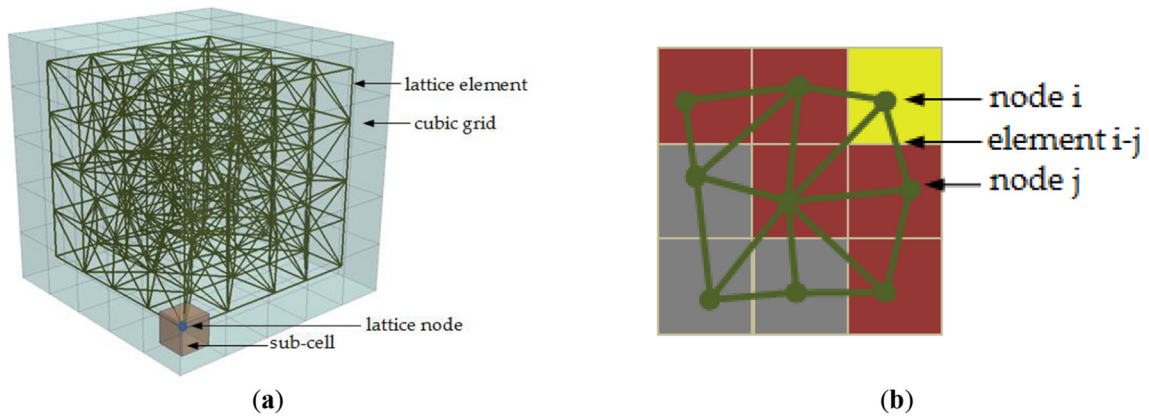 lattice element
cubic grid
lattice node
sub-cell
(a)
node i
element i-j
node j
(b)